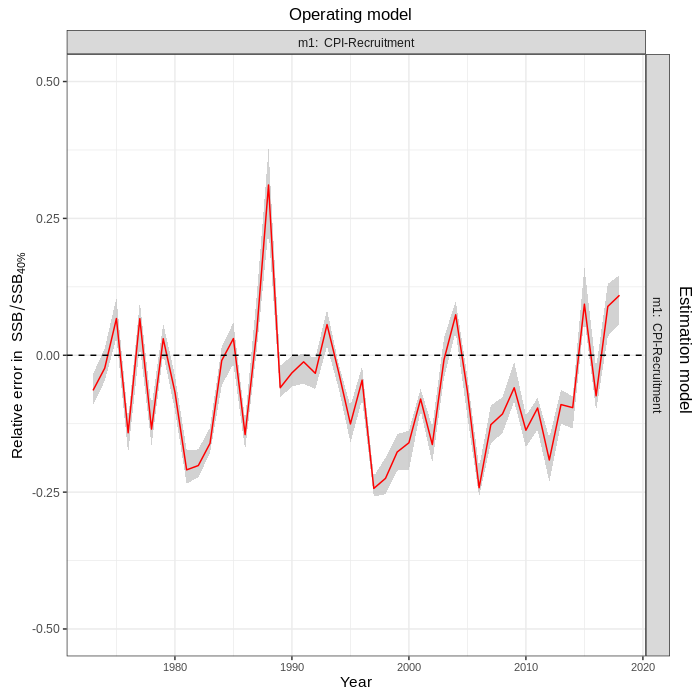 Operating model
m1: CPI-Recruitment
0.50
0.25
0.00
-0.25
-0.50
Relative error in SSB/SSB40%
1980
1990
2000
2010
2020
Year
m1: CPI-Recruitment
Estimation model